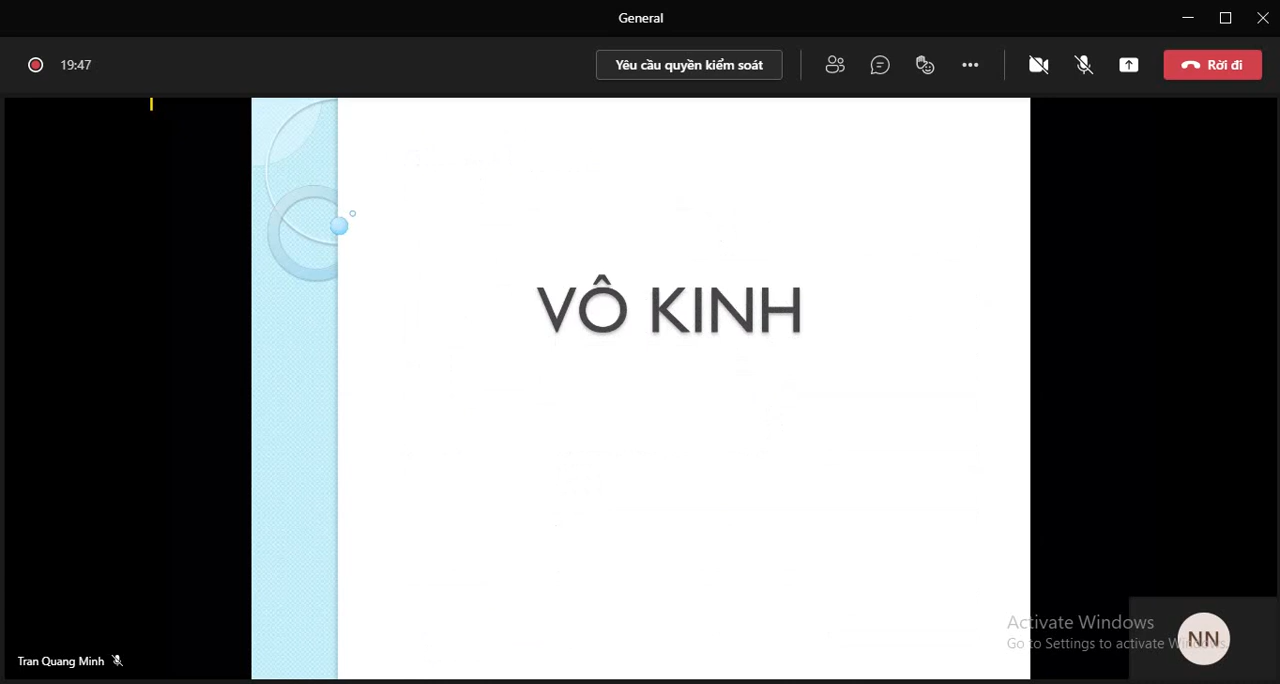 General
19:47
Yêu cầu quyền kiểm soát
Rời đi
VÔ KINH
Activate Windows
Go to Settings to activate Windows.
NN
Tran Quang Minh